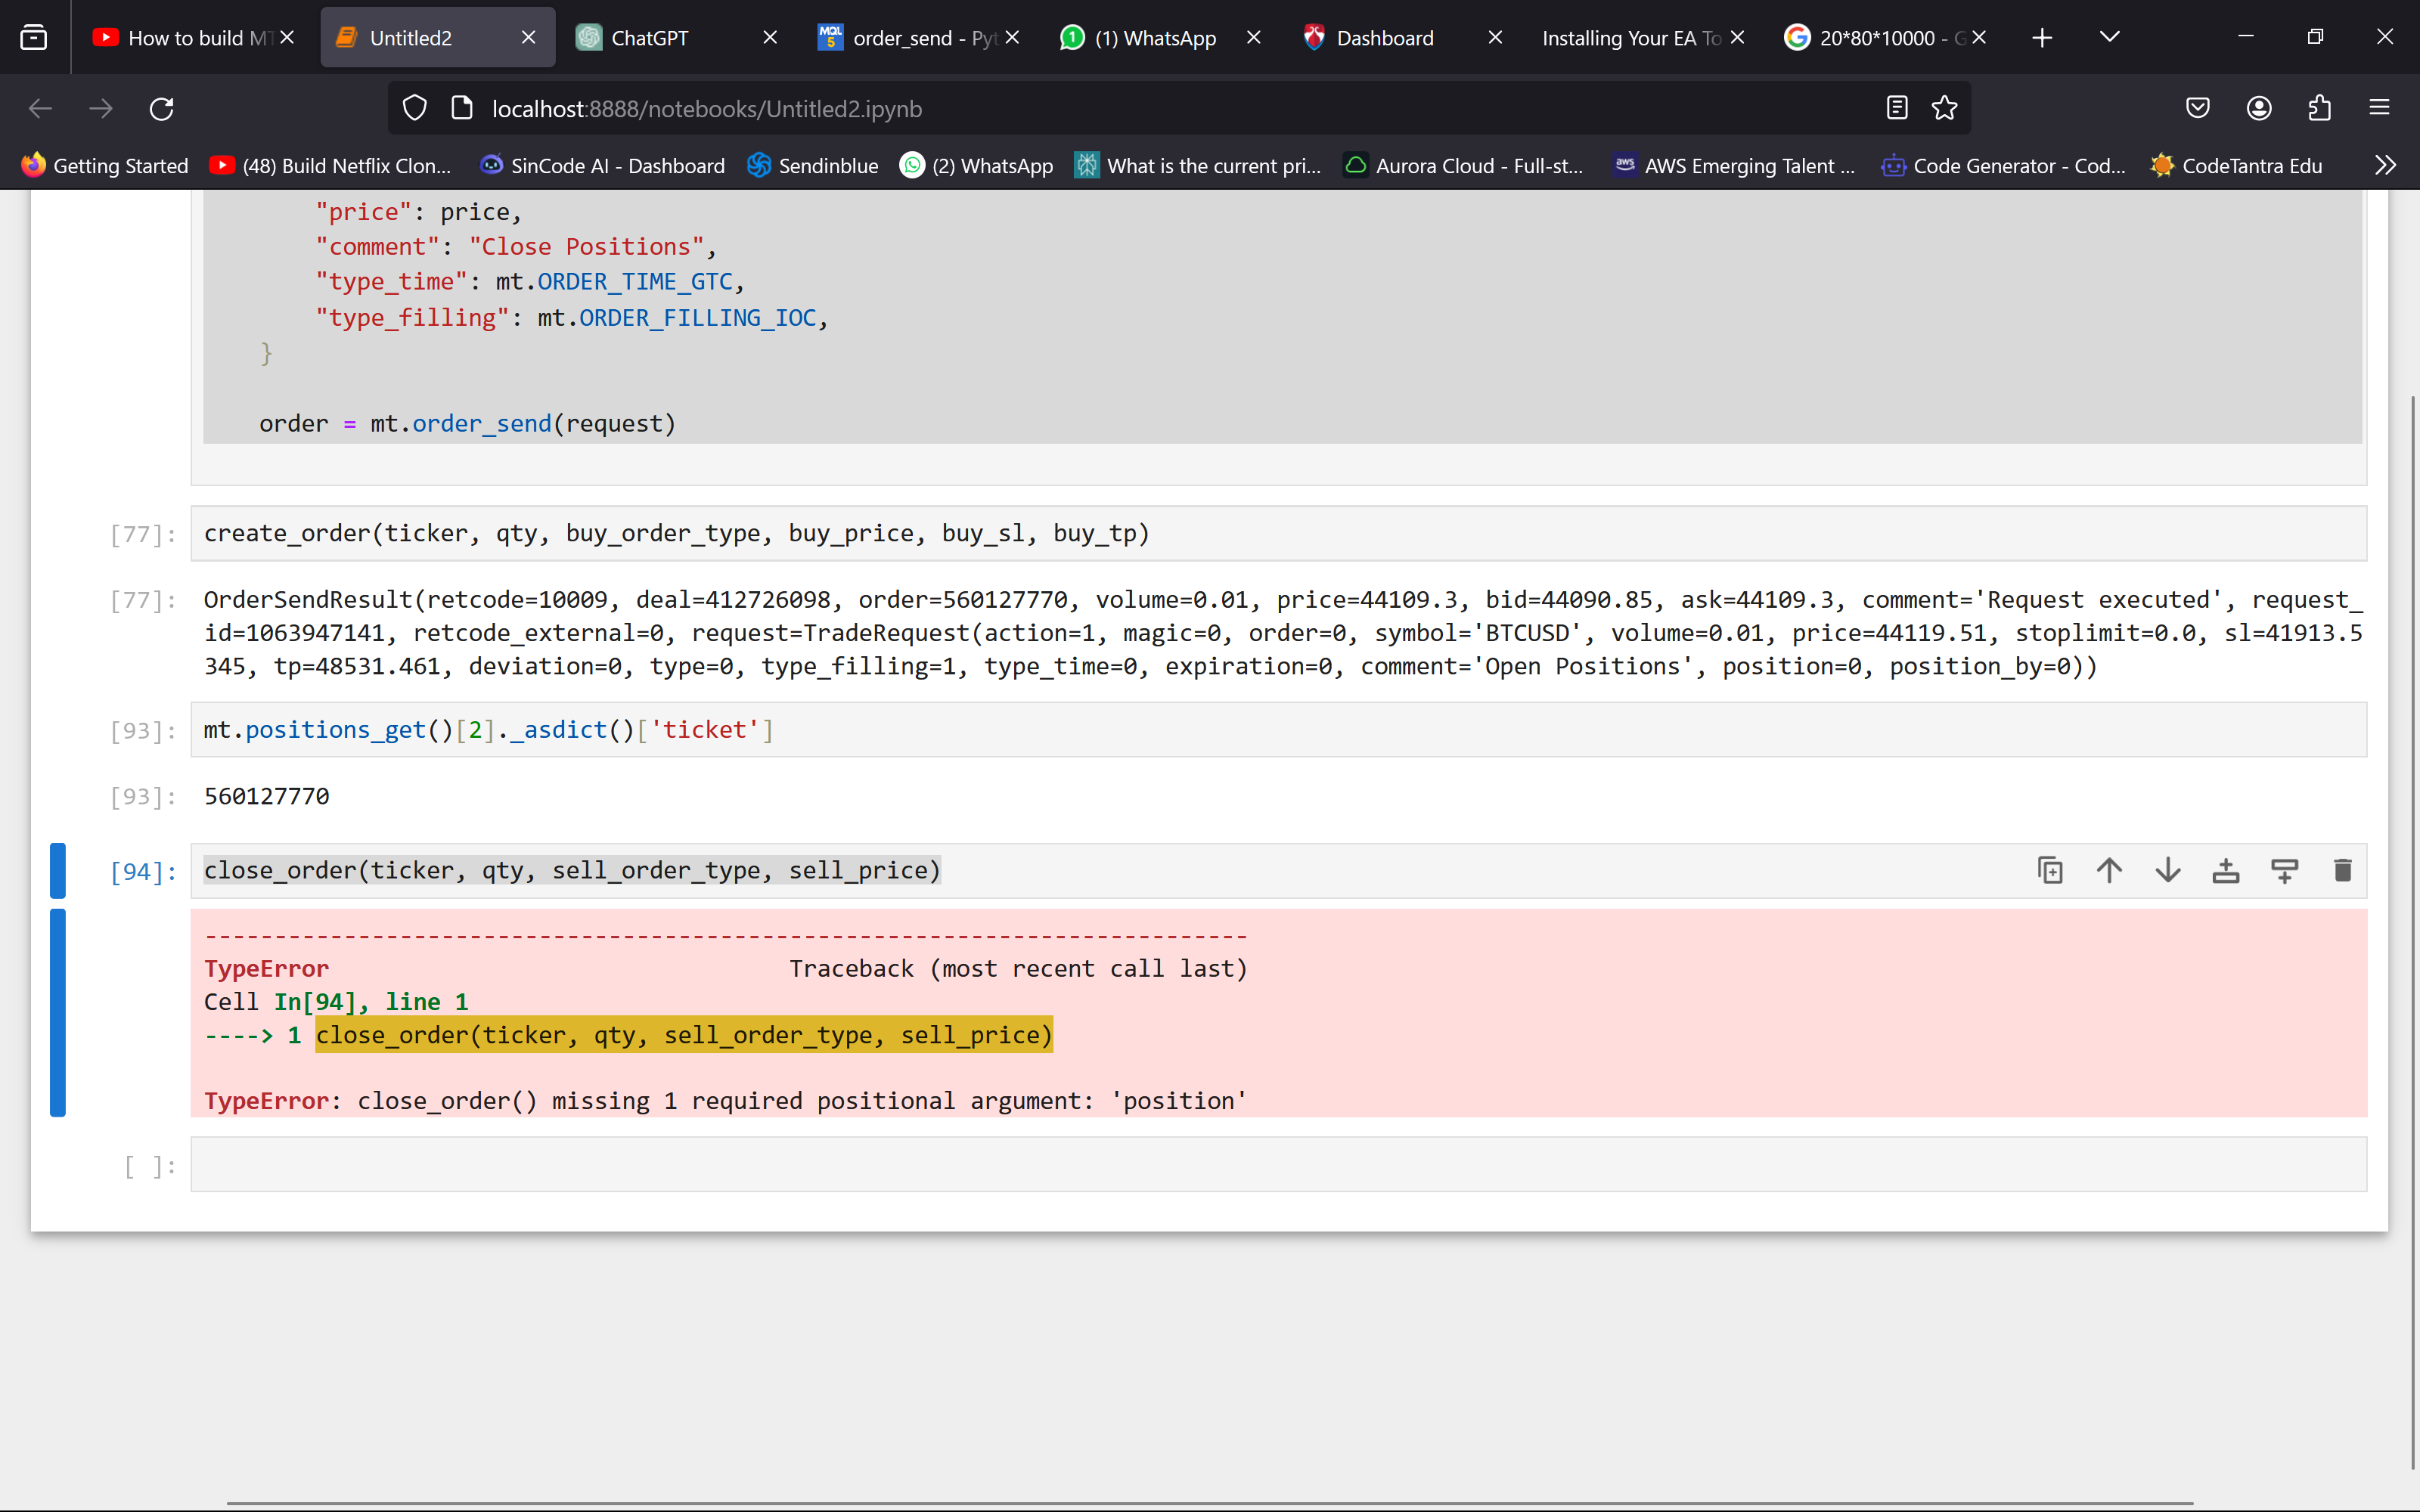 How to build MT
Untitled2
ChatGPT
order_send - Pyt
(1) WhatsApp
Dashboard
Installing Your EA To
20*80*10000 - G
localhost:8888/notebooks/Untitled2.ipynb
Getting Started
(48) Build Netflix Clon...
SinCode AI - Dashboard
Sendinblue
(2) WhatsApp
What is the current pri...
Aurora Cloud - Full-st...
AWS Emerging Talent ...
Code Generator - Cod...
CodeTantra Edu
"price": price,
"comment": "Close Positions",
"type_time": mt.ORDER_TIME_GTC,
"type_filling": mt.ORDER_FILLING_IOC,
}
order = mt.order_send(request)
[77]: create_order(ticker, qty, buy_order_type, buy_price, buy_sl, buy_tp)
[77]: OrderSendResult(retcode=10009, deal=412726098, order=560127770, volume=0.01, price=44109.3, bid=44090.85, ask=44109.3, comment='Request executed', request_
id=1063947141, retcode_external=0, request=TradeRequest(action=1, magic=0, order=0, symbol='BTCUSD', volume=0.01, price=44119.51, stoplimit=0.0, sl=41913.5
345, tp=48531.461, deviation=0, type=0, type_filling=1, type_time=0, expiration=0, comment='Open Positions', position=0, position_by=0))
[93]: mt.positions_get()[2]._asdict()['ticket']
[93]: 560127770
[94]: close_order(ticker, qty, sell_order_type, sell_price)
---------------------------------------------------------------------------
TypeError Traceback (most recent call last)
Cell In[94], line 1
----> 1 close_order(ticker, qty, sell_order_type, sell_price)
TypeError: close_order() missing 1 required positional argument: 'position'
[ ]: